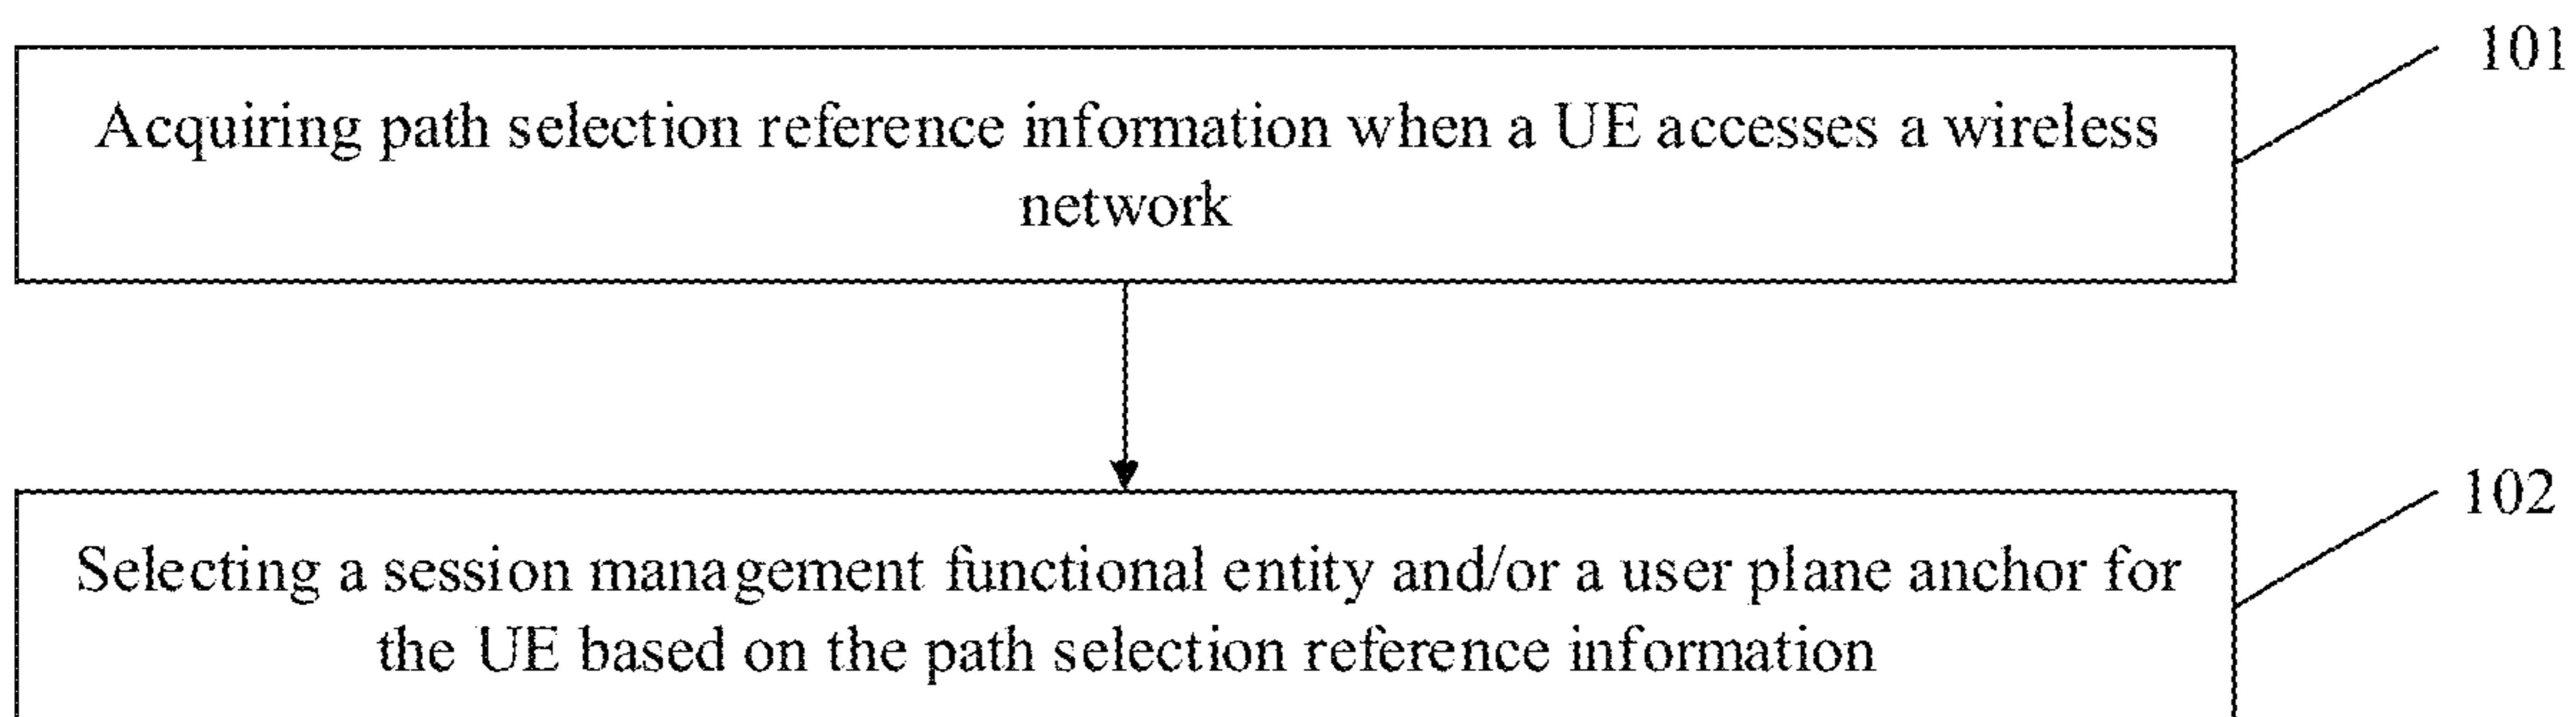 101
Acquiring path selection reference information when a UE accesses a wireless
network
102
Selecting a session management functional entity and/or a user plane anchor for
the UE based on the path selection reference information